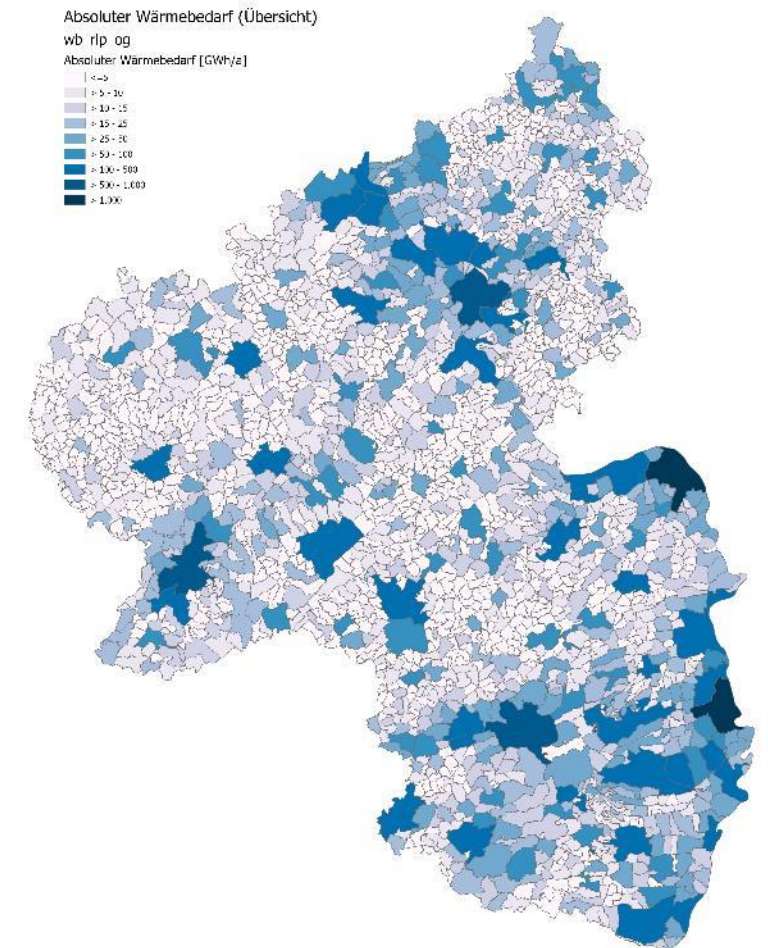 Absoluter Wärmebedarf (Übersicht)
wb rlp og
Absoluter Wärmebedarf [GWh/a]
<=5
> 5 - 10
> 10 - 15
> 15 - 25
> 25 - 50
> 50 - 100
> 100 - 500
> 500 - 1.000
> 1.000